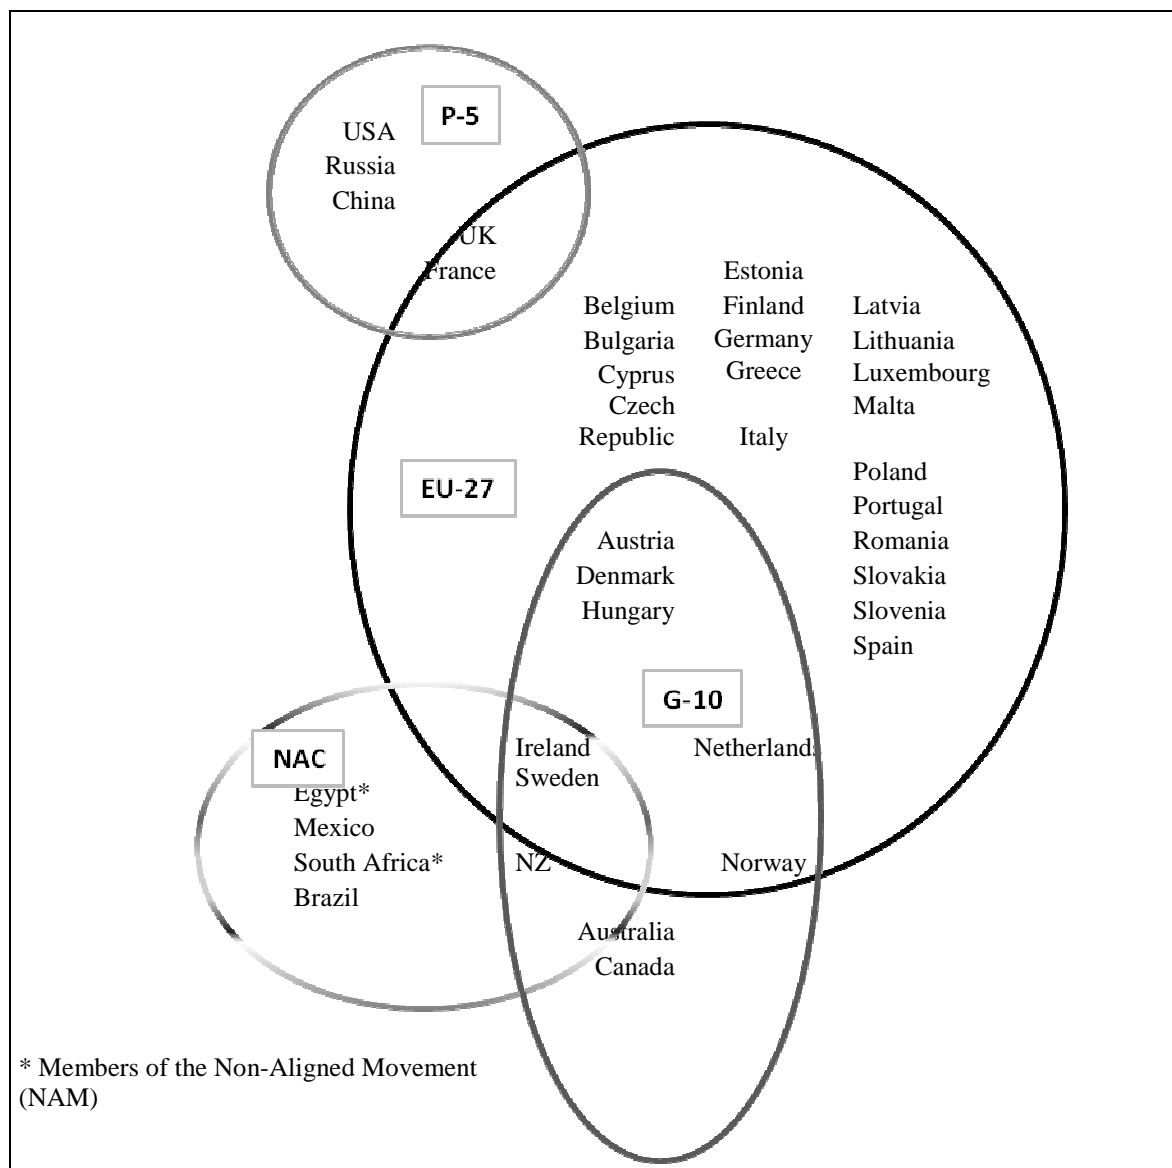 P-5
USA
Russia
China
UK
France
Estonia
Belgium
Finland
Latvia
Bulgaria
Germany
Lithuania
Cyprus
Greece
Luxembourg
Czech
Malta
Republic
Italy
EU-27
Poland
Portugal
Austria
Romania
Denmark
Slovakia
Hungary
Slovenia
Spain
G-10
NAC
Ireland
Netherlands
Sweden
Egypt*
Mexico
South Africa*
NZ
Norway
Brazil
Australia
Canada
* Members of the Non-Aligned Movement
(NAM)